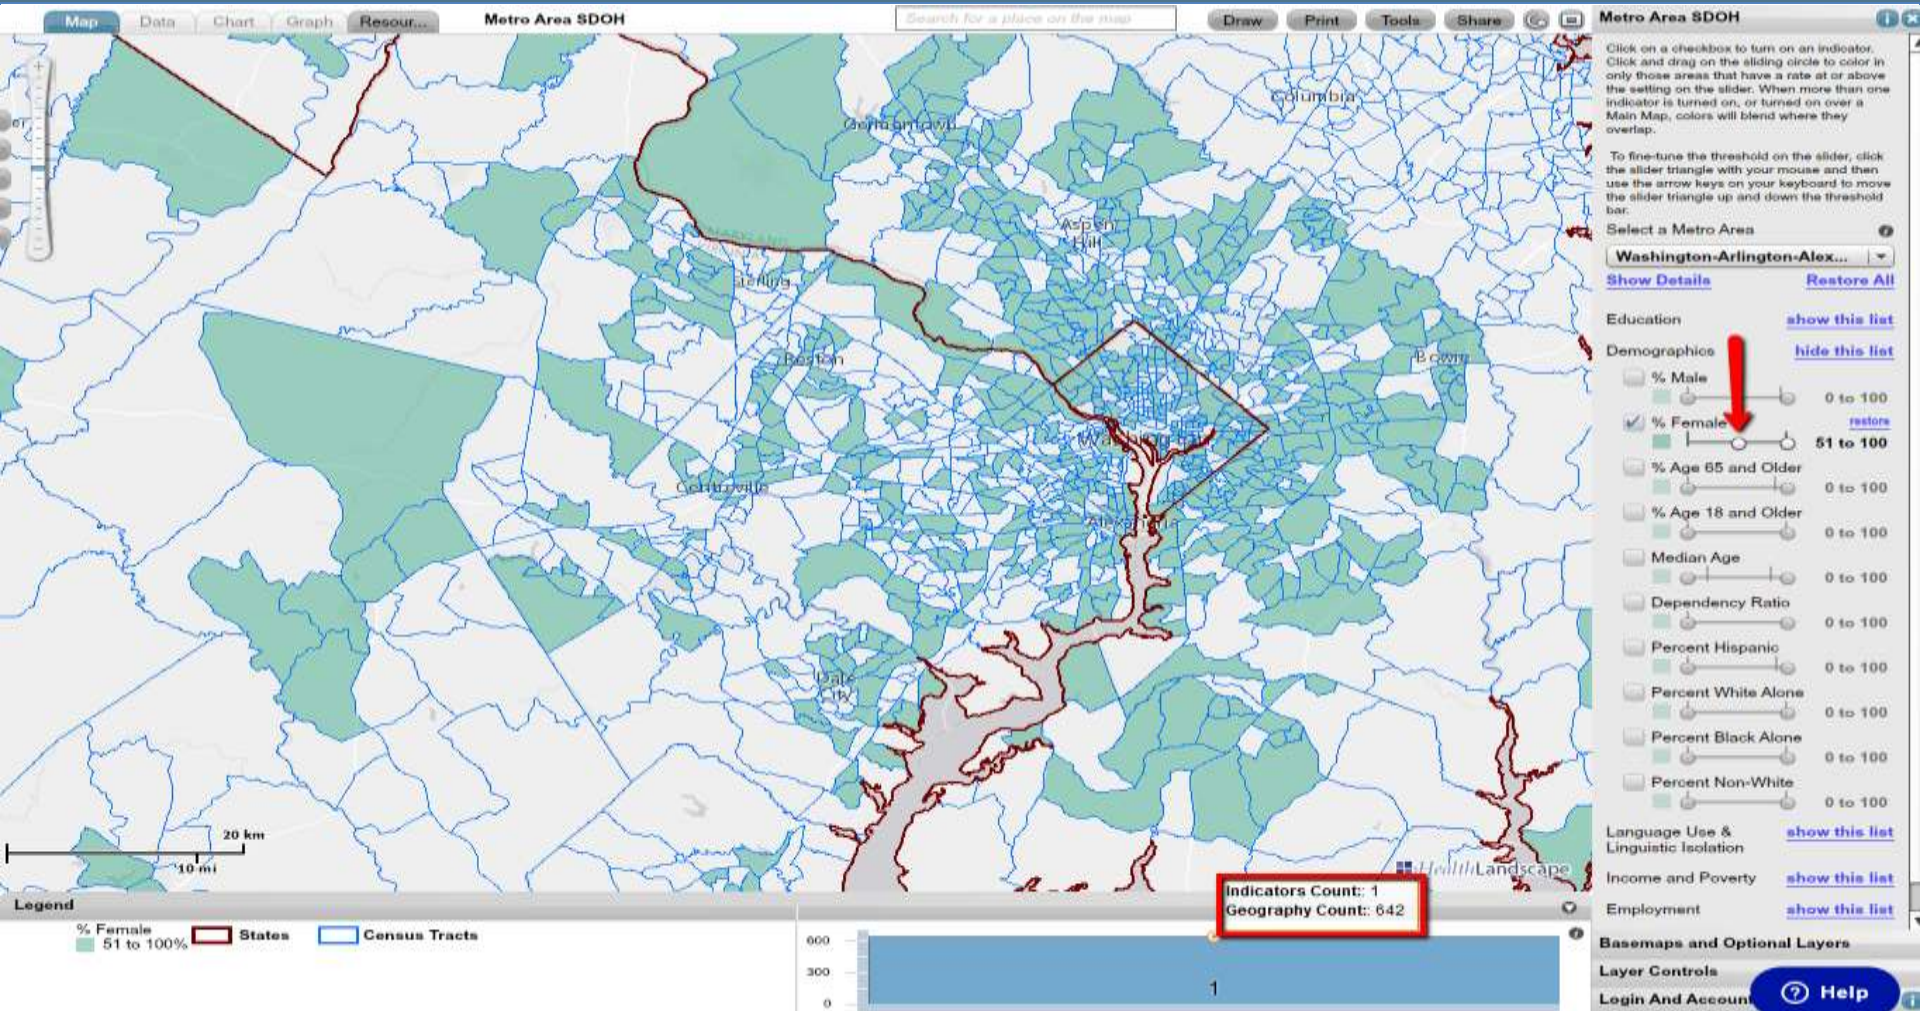 Map
Data
Chart
Graph
Resour...
Metro Area SDOH
Search for a place on the map
Draw
Print
Tools
Share
Metro Area SDOH
Click on a checkbox to turn on an indicator.
Click and drag on the sliding circle to color in
only those areas that have a rate at or above
the setting on the slider. When more than one
indicator is turned on, or turned on over a
Main Map, colors will blend where they
overlap.
To fine-tune the threshold on the slider, click
the slider triangle with your mouse and then
use the arrow keys on your keyboard to move
the slider triangle up and down the threshold
bar.
Select a Metro Area
Washington-Arlington-Alex...
Show Details
Restore All
Education
show this list
Demographics
hide this list
% Male
0 to 100
% Female
restore
51 to 100
% Age 65 and Older
0 to 100
% Age 18 and Older
0 to 100
Median Age
0 to 100
Dependency Ratio
0 to 100
Percent Hispanic
0 to 100
Percent White Alone
0 to 100
Percent Black Alone
0 to 100
Percent Non-White
0 to 100
Language Use &
Linguistic Isolation
show this list
Income and Poverty
show this list
Employment
show this list
Basemaps and Optional Layers
Layer Controls
Login And Accoun
Help
Columbia
Germantown
Aspen
Hill
MARYLAND
Sterling
Reston
Bowie
Washington
Centreville
Alexandria
Dale
City
20 km
10 mi
HealthLandscape
Indicators Count:: 1
Geography Count:: 642
Legend
% Female
51 to 100%
States
Census Tracts
600
300
0
1